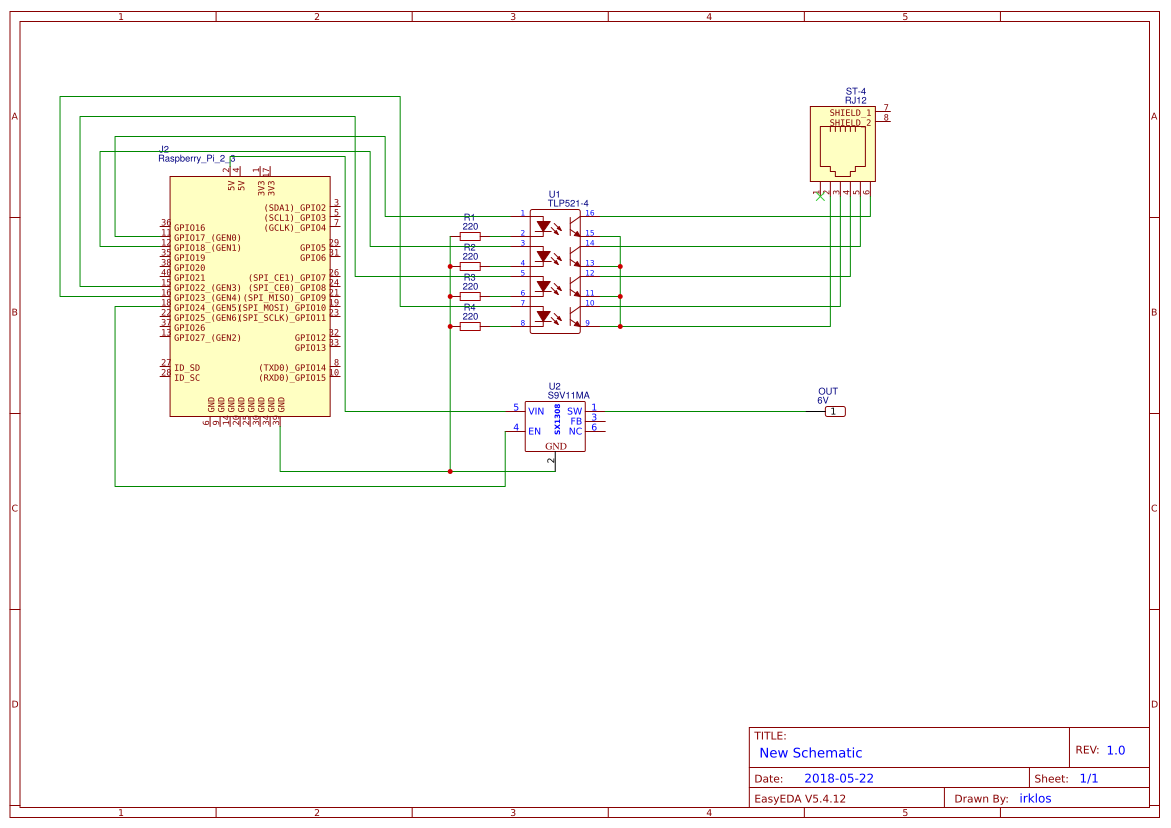 1 2 3 4 5
A A
B B
C C
D D
1 2 3 4 5
J2
Raspberry_Pi_2_3
2 4 1 17
5V 5V 3V3 3V3
(SDA1)_GPIO2 3
(SCL1)_GPIO3 5
(GCLK)_GPIO4 7
36 GPIO16
11 GPIO17_(GEN0)
12 GPIO18_(GEN1) GPIO5 29
35 GPIO19 GPIO6 31
38 GPIO20
40 GPIO21 (SPI_CE1)_GPIO7 26
15 GPIO22_(GEN3) (SPI_CE0)_GPIO8 24
16 GPIO23_(GEN4) (SPI_MISO)_GPIO9 21
18 GPIO24_(GEN5) (SPI_MOSI)_GPIO10 19
22 GPIO25_(GEN6) (SPI_SCLK)_GPIO11 23
37 GPIO26
13 GPIO27_(GEN2) GPIO12 32
GPIO13 33
27 ID_SD (TXD0)_GPIO14 8
28 ID_SC (RXD0)_GPIO15 10
GND GND GND GND GND GND GND GND
6 9 14 20 25 30 34 39
R1
220
R2
220
R3
220
R4
220
U1
TLP521-4
1 16
2 15
3 14
4 13
5 12
6 11
7 10
8 9
ST-4
RJ12
SHIELD_1 7
SHIELD_2 8
1 2 3 4 5 6
U2
S9V11MA
5 VIN SW 1
FB 3
4 EN NC 6
SX1308
GND
2
OUT
6V
1
TITLE:
New Schematic
REV: 1.0
Date: 2018-05-22
Sheet: 1/1
EasyEDA V5.4.12
Drawn By: irklos